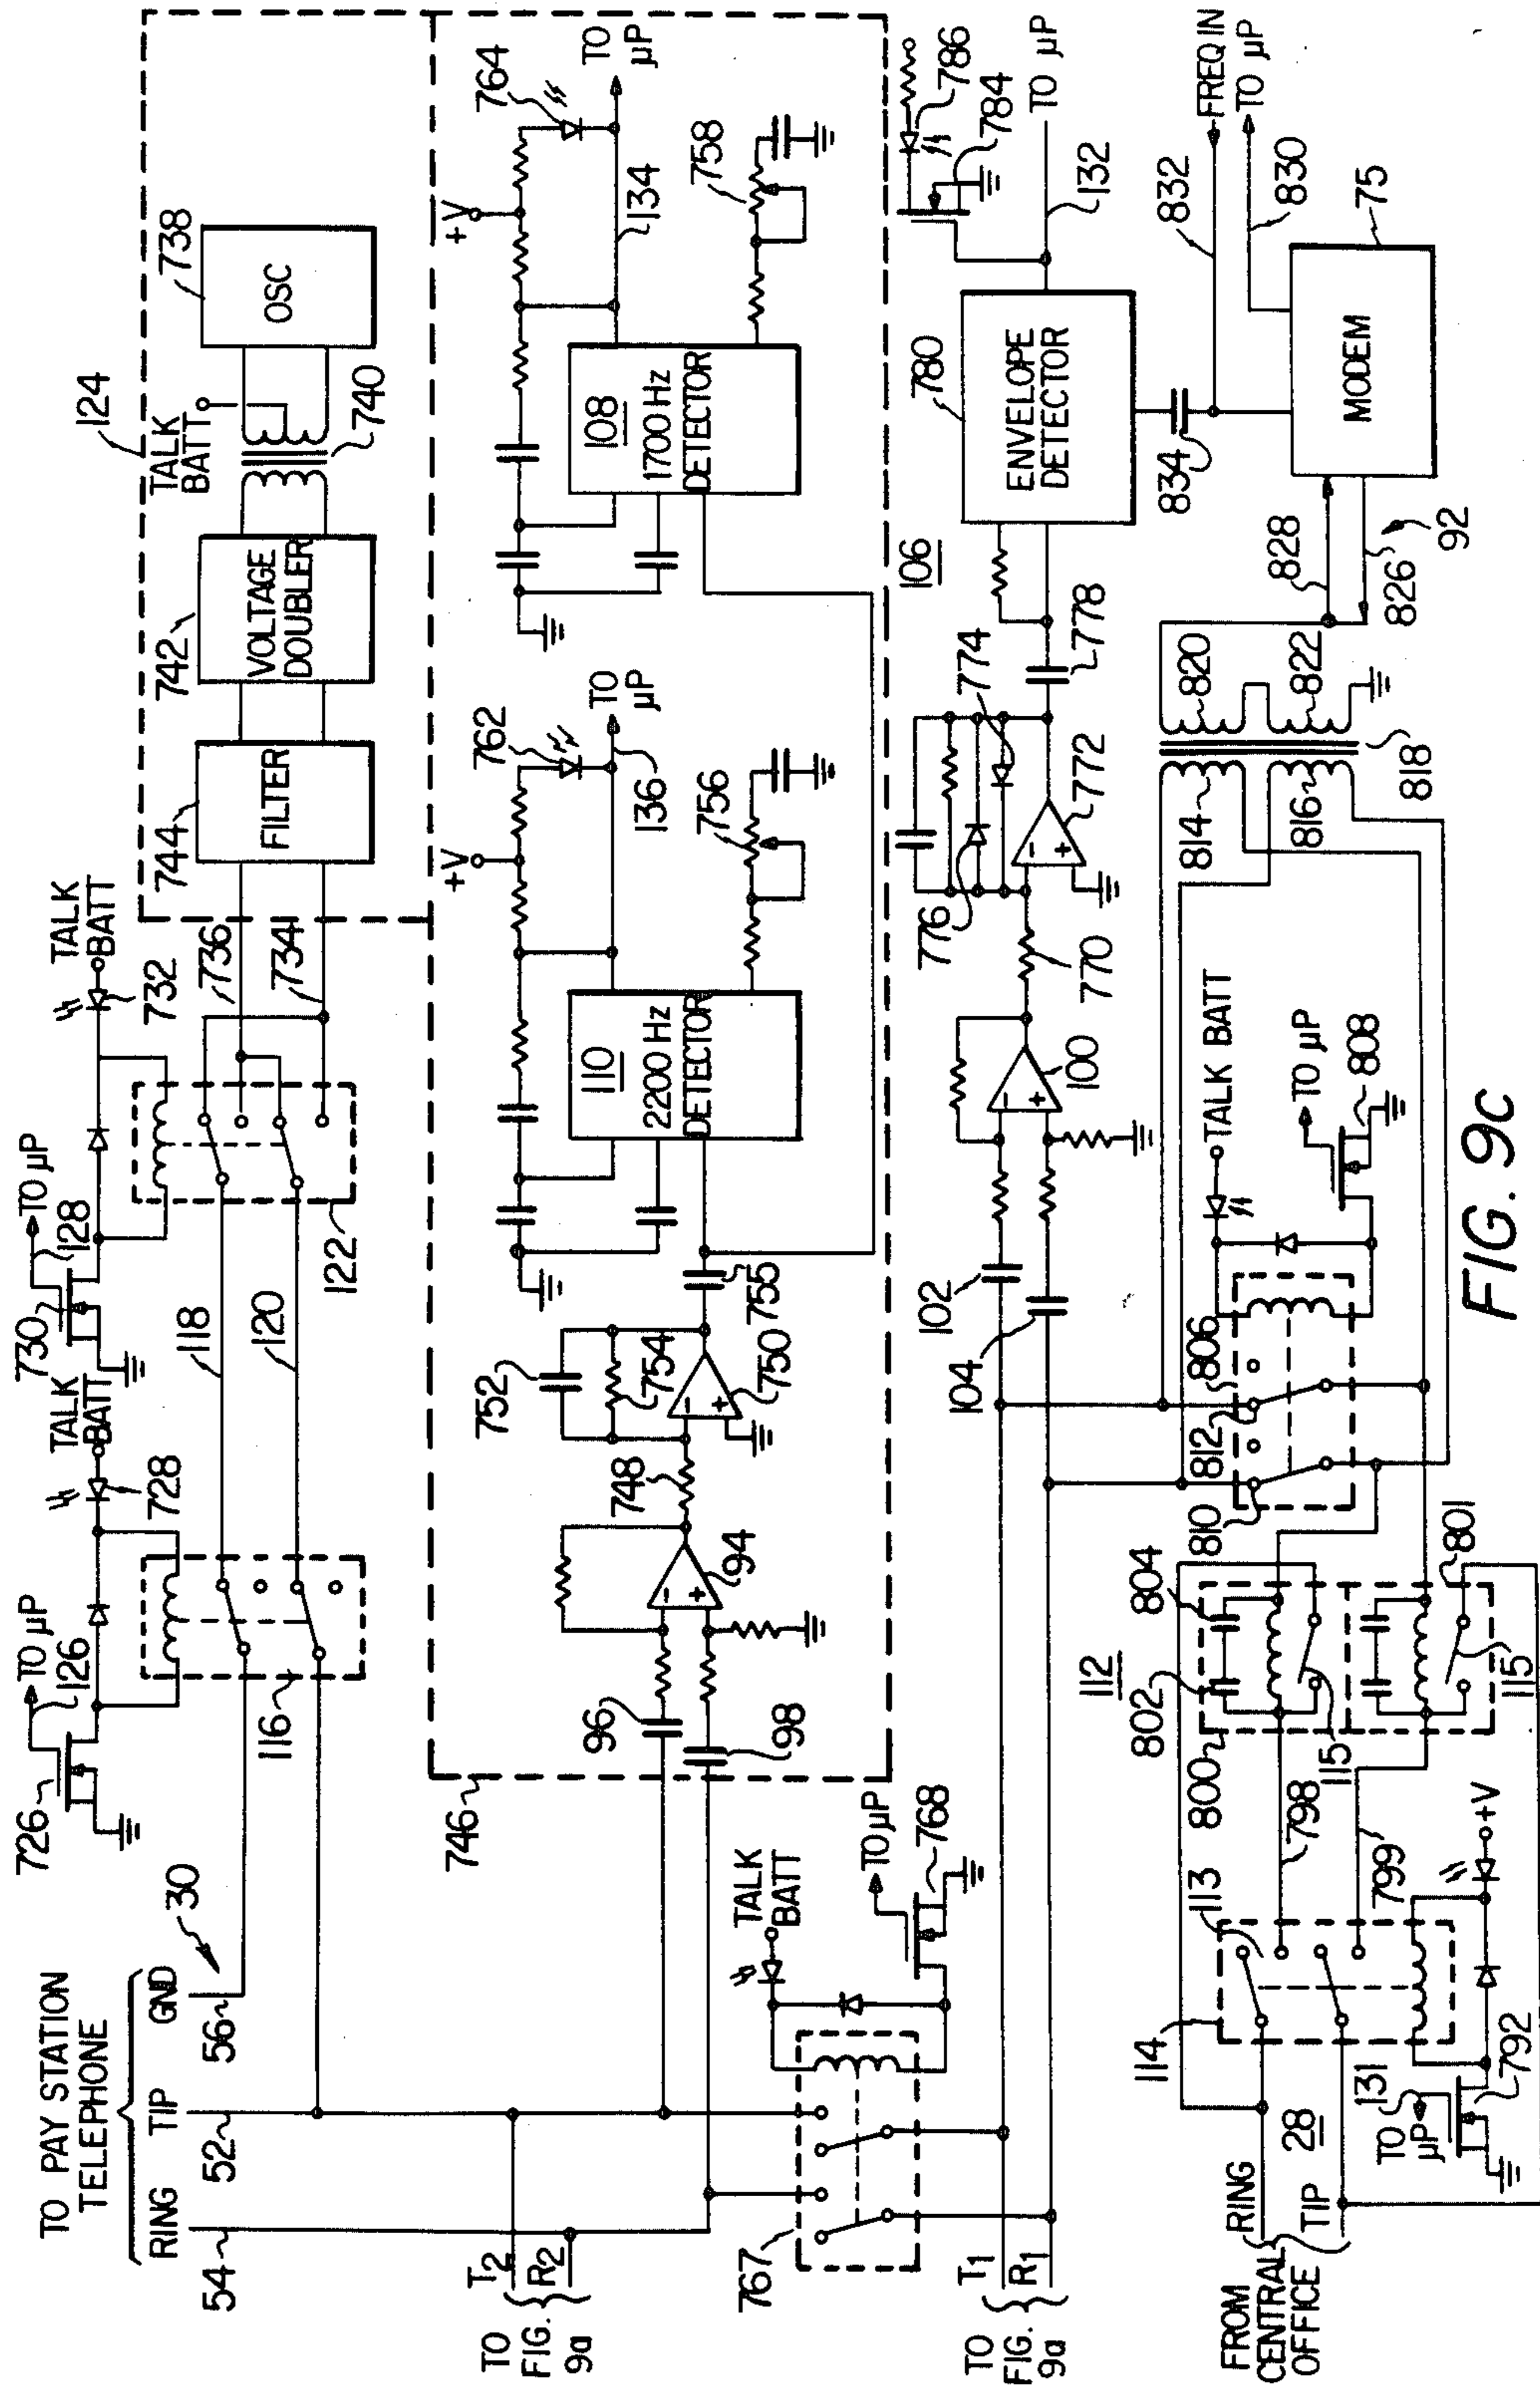 TO PAY STATION
TELEPHONE
RING TIP GND
54
52
56
30
726
TO µP
126
728
TALK
BATT
116
118
120
730
TO µP
128
732
TALK
BATT
122
736
734
744
FILTER
742
VOLTAGE
DOUBLER
TALK
BATT
740
738
OSC
124
746
96
98
94
748
752
754
750
755
110
2200 Hz
DETECTOR
+V
762
TO
µP
136
756
108
1700 Hz
DETECTOR
+V
764
TO
µP
134
758
T2
R2
TO
FIG.
9a
767
TALK
BATT
TO µP
768
T1
R1
TO
FIG.
9a
102
104
100
770
776
774
772
778
106
780
ENVELOPE
DETECTOR
786
784
TO µP
132
834
FREQ IN
832
TO µP
830
MODEM
75
828
826
92
820
822
814
816
818
TALK BATT
TO µP
808
806
812
810
FROM
CENTRAL
OFFICE
RING
TIP
28
114
113
131
TO
µP
792
+V
798
799
800
802
804
112
115
801
115
FIG. 9c